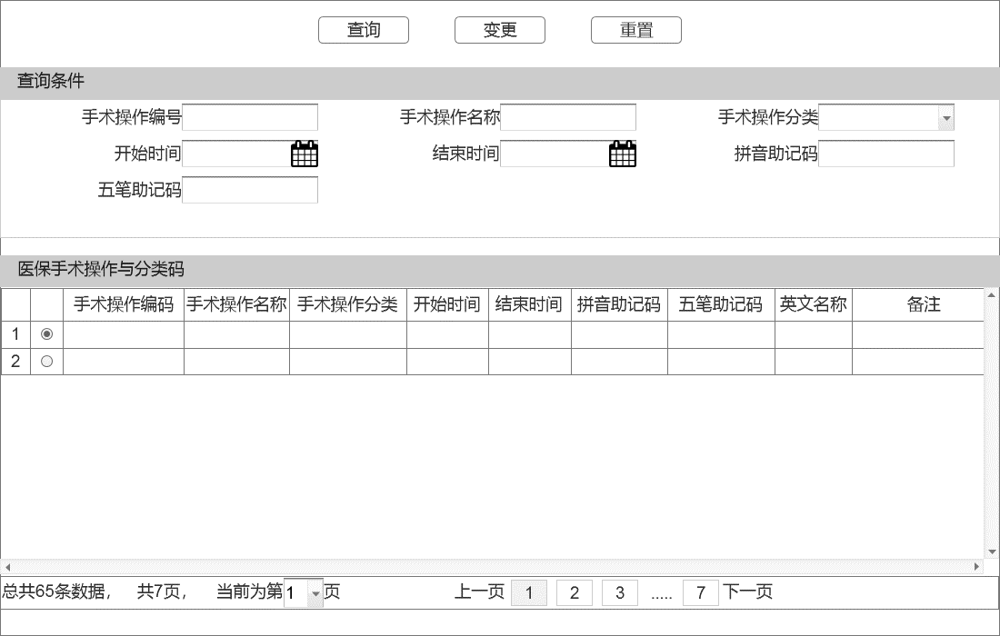 查询 变更 重置
查询条件
手术操作编号 手术操作名称 手术操作分类
开始时间 结束时间 拼音助记码
五笔助记码
医保手术操作与分类码
手术操作编码 手术操作名称 手术操作分类 开始时间 结束时间 拼音助记码 五笔助记码 英文名称 备注
1
2
总共65条数据, 共7页, 当前为第1页 上一页 1 2 3 ..... 7 下一页